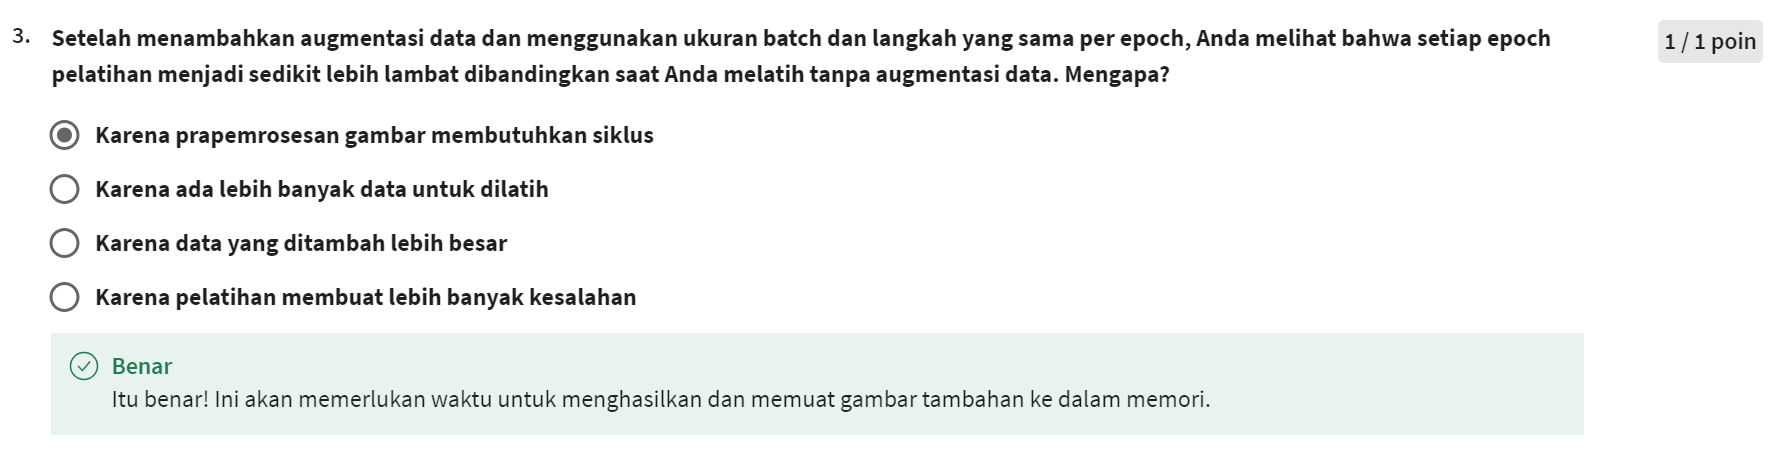 3. Setelah menambahkan augmentasi data dan menggunakan ukuran batch dan langkah yang sama per epoch, Anda melihat bahwa setiap epoch
pelatihan menjadi sedikit lebih lambat dibandingkan saat Anda melatih tanpa augmentasi data. Mengapa?
1 / 1 poin
Karena prapemrosesan gambar membutuhkan siklus
Karena ada lebih banyak data untuk dilatih
Karena data yang ditambah lebih besar
Karena pelatihan membuat lebih banyak kesalahan
Benar
Itu benar! Ini akan memerlukan waktu untuk menghasilkan dan memuat gambar tambahan ke dalam memori.